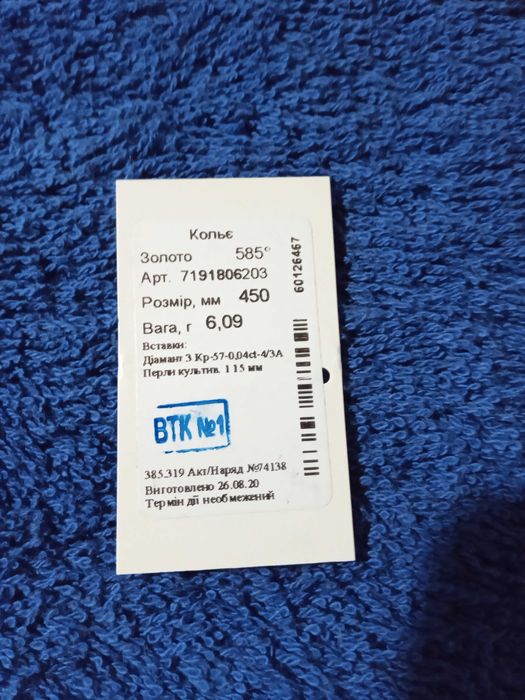 Кольє
Золото 585°
Арт. 7191806203
Розмір, мм 450
Вага, г 6,09
Вставки:
Діамант 3 Кр-57-0,04ct-4/3А
Перли культив. 1 15 мм
ВТК №1
385.319 Акт/Наряд №74138
Виготовлено 26.08.20
Термін дії необмежений
60126467